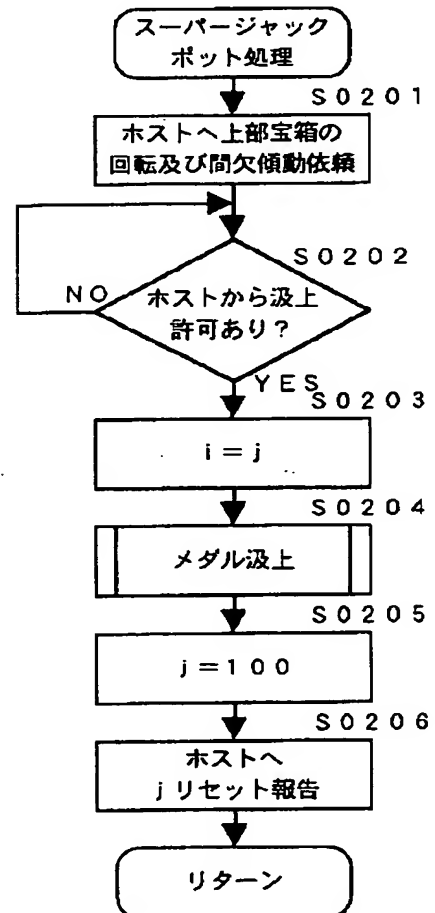 スーパージャック
ポット処理
S0201
ホストへ上部宝箱の
回転及び間欠傾動依頼
S0202
NO
ホストから汲上
許可あり?
YES
S0203
i=j
S0204
メダル汲上
S0205
j=100
S0206
ホストへ
jリセット報告
リターン